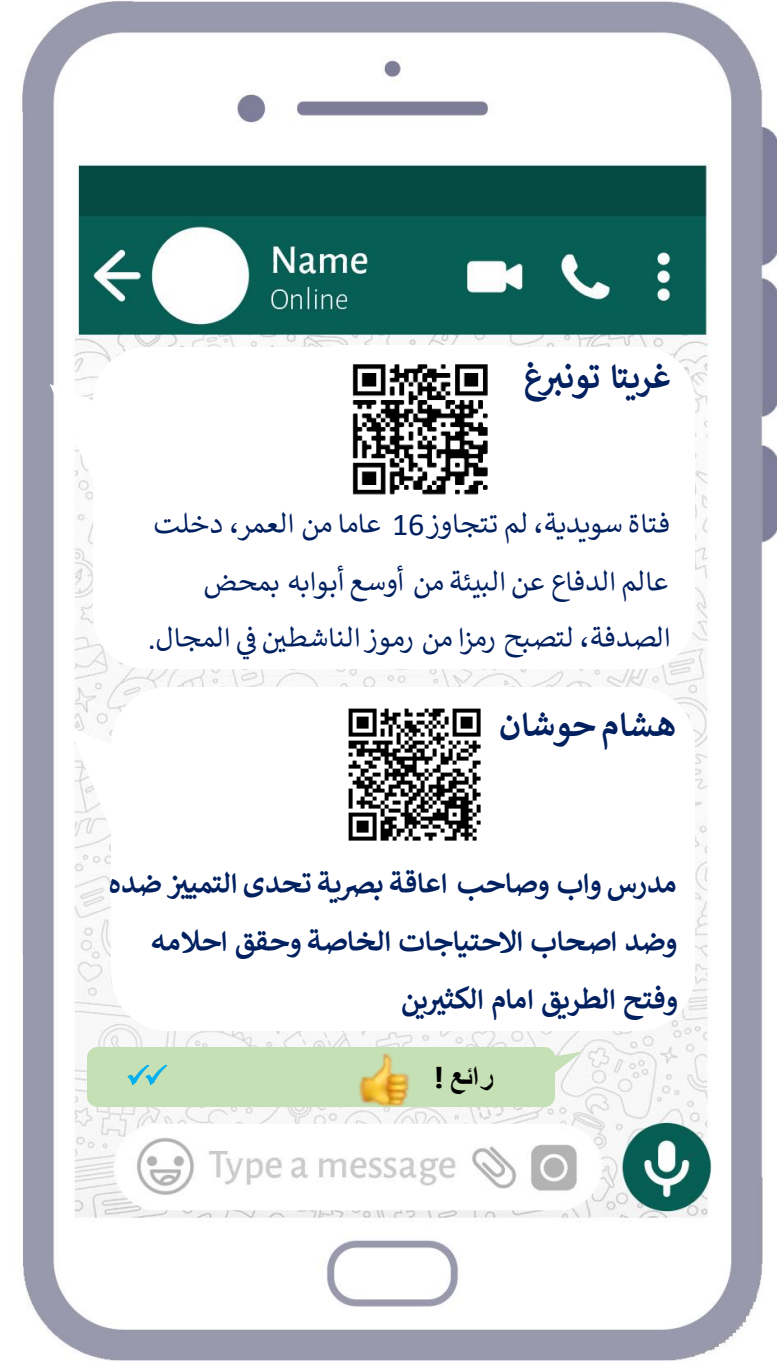 Name
Online
غريتا تونبرغ
فتاة سويدية، لم تتجاوز 16 عاما من العمر، دخلت
عالم الدفاع عن البيئة من أوسع أبوابه بمحض
الصدفة، لتصبح رمزا من رموز الناشطين في المجال.
هشام حوشان
مدرس واب وصاحب اعاقة بصرية تحدى التمييز ضده
وضد اصحاب الاحتياجات الخاصة وحقق احلامه
وفتح الطريق امام الكثيرين
رائع !
Type a message